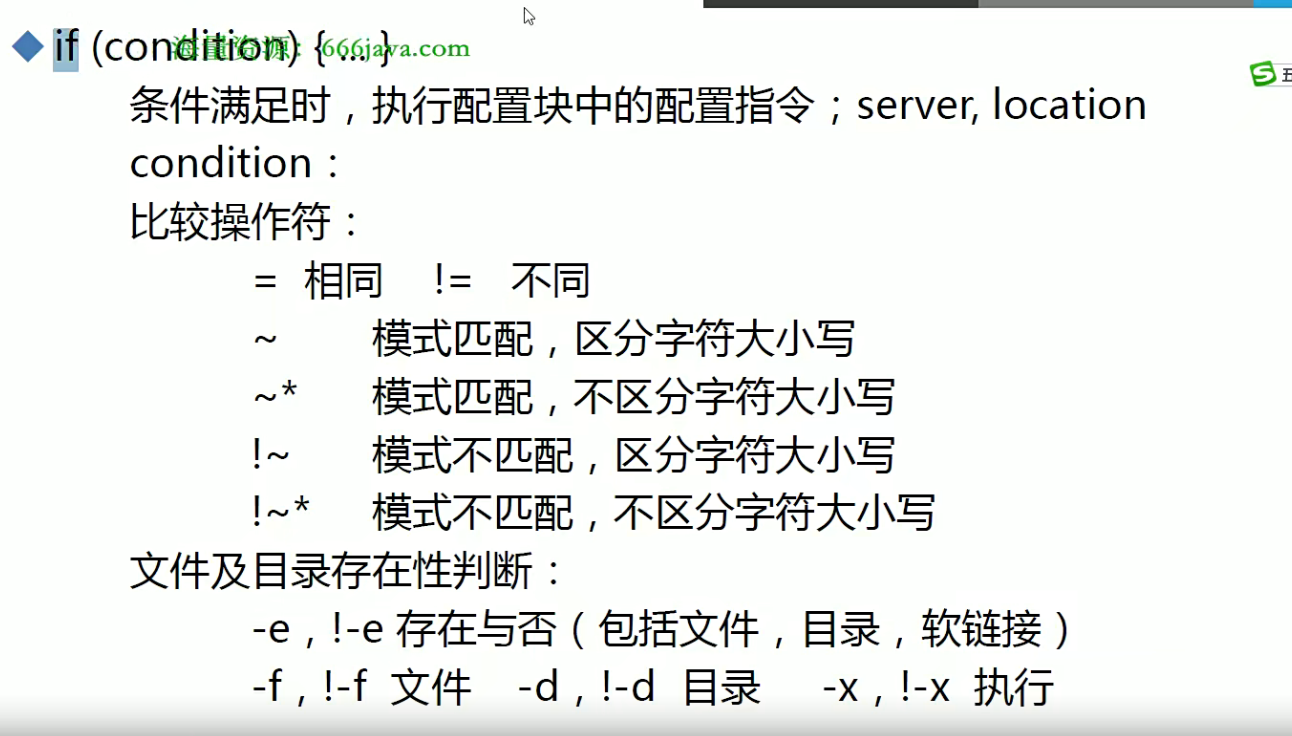 if (condition) { ... }
海量资源：666java.com
条件满足时，执行配置块中的配置指令；server, location
condition：
比较操作符：
= 相同 != 不同
~ 模式匹配，区分字符大小写
~* 模式匹配，不区分字符大小写
!~ 模式不匹配，区分字符大小写
!~* 模式不匹配，不区分字符大小写
文件及目录存在性判断：
-e，!-e 存在与否（包括文件，目录，软链接）
-f，!-f 文件 -d，!-d 目录 -x，!-x 执行